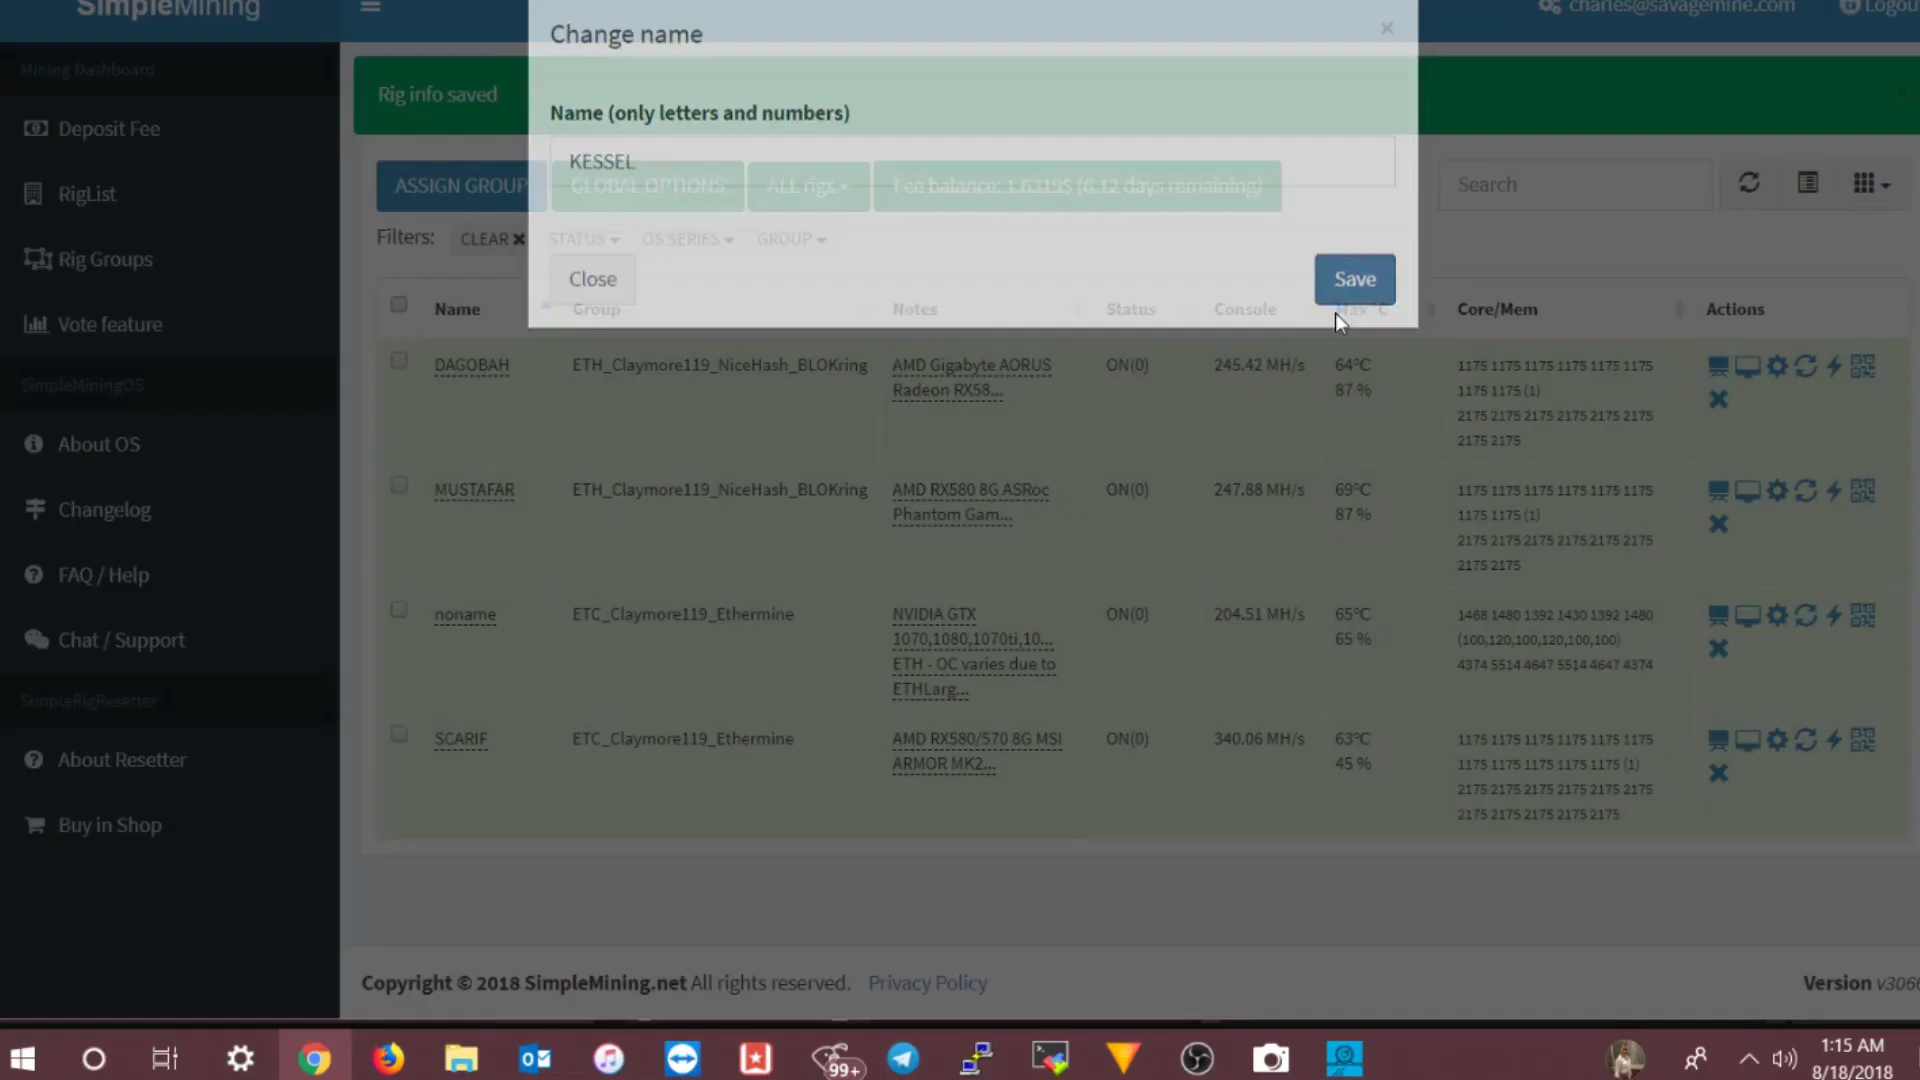 SimpleMining
charles@savagemine.com
Logou
Change name
×
Mining Dashboard
Rig info saved
Name (only letters and numbers)
Deposit Fee
KESSEL
ASSIGN GROUP
GLOBAL OPTIONS
ALL rigs
Fee balance: 1.6319$ (6.12 days remaining)
Search
RigList
Filters:
CLEAR ×
STATUS
OS SERIES
GROUP
Rig Groups
Close
Save
Name
Group
Notes
Status
Console
Max °C
Core/Mem
Actions
Vote feature
DAGOBAH
ETH_Claymore119_NiceHash_BLOKring
AMD Gigabyte AORUS
Radeon RX58...
ON(0)
245.42 MH/s
64°C
87 %
1175 1175 1175 1175 1175 1175
1175 1175 (1)
2175 2175 2175 2175 2175 2175
2175 2175
SimpleMiningOS
About OS
MUSTAFAR
ETH_Claymore119_NiceHash_BLOKring
AMD RX580 8G ASRoc
Phantom Gam...
ON(0)
247.88 MH/s
69°C
87 %
1175 1175 1175 1175 1175 1175
1175 1175 (1)
2175 2175 2175 2175 2175 2175
2175 2175
Changelog
FAQ / Help
noname
ETC_Claymore119_Ethermine
NVIDIA GTX
1070,1080,1070ti,10...
ETH - OC varies due to
ETHLarg...
ON(0)
204.51 MH/s
65°C
65 %
1468 1480 1392 1430 1392 1480
(100,120,100,120,100,100)
4374 5514 4647 5514 4647 4374
Chat / Support
SimpleRigResetter
SCARIF
ETC_Claymore119_Ethermine
AMD RX580/570 8G MSI
ARMOR MK2...
ON(0)
340.06 MH/s
63°C
45 %
1175 1175 1175 1175 1175 1175
1175 1175 1175 1175 1175 (1)
2175 2175 2175 2175 2175 2175
2175 2175 2175 2175 2175
About Resetter
Buy in Shop
Copyright © 2018 SimpleMining.net All rights reserved. Privacy Policy
Version v3066
99+
1:15 AM
8/18/2018